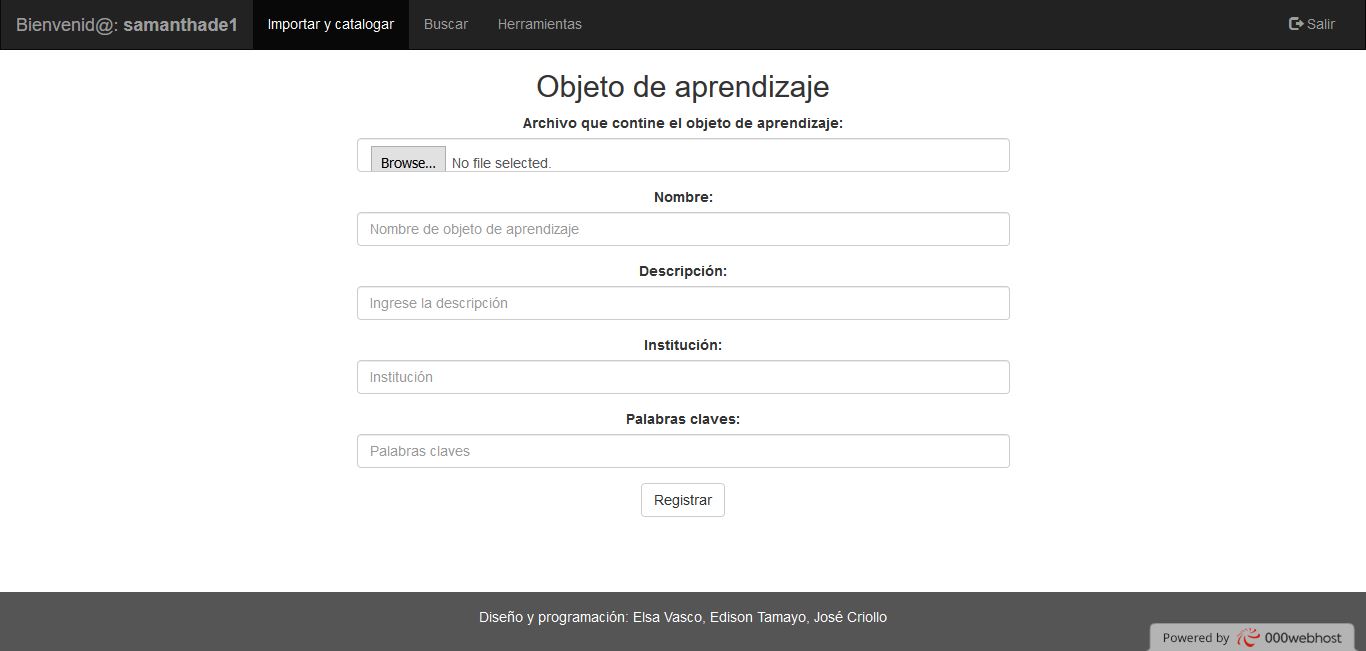 Bienvenid@: samanthade1 Importar y catalogar Buscar Herramientas Salir
Objeto de aprendizaje
Archivo que contine el objeto de aprendizaje:
Browse... No file selected.
Nombre:
Nombre de objeto de aprendizaje
Descripción:
Ingrese la descripción
Institución:
Institución
Palabras claves:
Palabras claves
Registrar
Diseño y programación: Elsa Vasco, Edison Tamayo, José Criollo
Powered by 000webhost